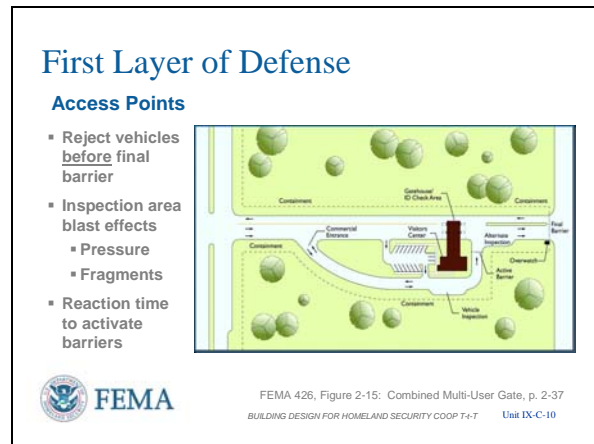 First Layer of Defense
Access Points
▪ Reject vehicles
before final
barrier
▪ Inspection area
blast effects
▪ Pressure
▪ Fragments
▪ Reaction time
to activate
barriers
Containment
Gatehouse/
ID Check Area
Containment
Commercial
Entrance
Visitors
Center
Alternate
Inspection
Final
Barrier
Containment
Overwatch
Active
Barrier
Vehicle
Inspection
Containment
FEMA
FEMA 426, Figure 2-15: Combined Multi-User Gate, p. 2-37
BUILDING DESIGN FOR HOMELAND SECURITY COOP T-t-T Unit IX-C-10